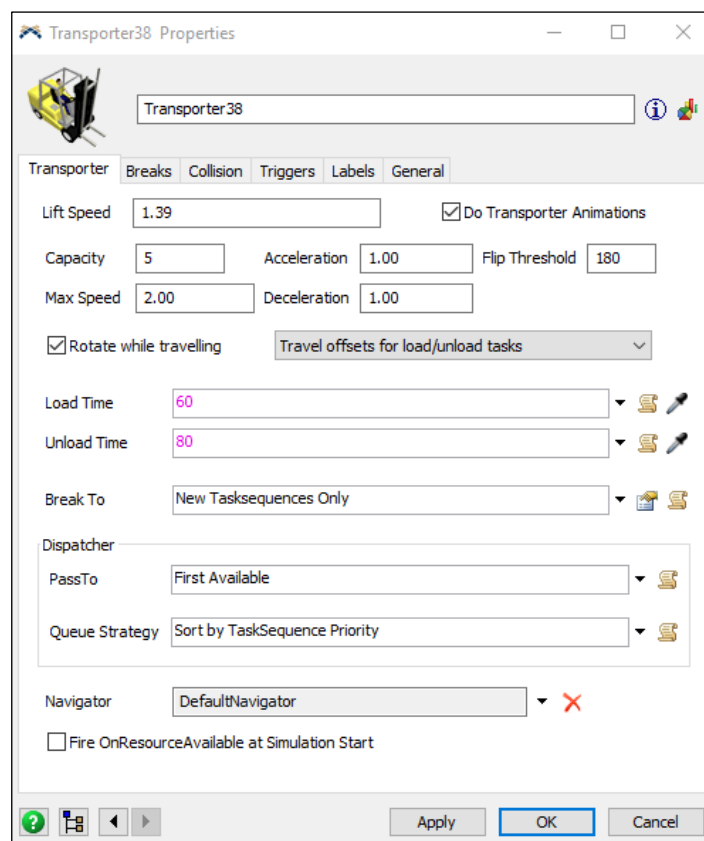 Transporter38 Properties
Transporter38
Transporter Breaks Collision Triggers Labels General
Lift Speed 1.39 Do Transporter Animations
Capacity 5 Acceleration 1.00 Flip Threshold 180
Max Speed 2.00 Deceleration 1.00
Rotate while travelling Travel offsets for load/unload tasks
Load Time 60
Unload Time 80
Break To New Tasksequences Only
Dispatcher
PassTo First Available
Queue Strategy Sort by TaskSequence Priority
Navigator DefaultNavigator
Fire OnResourceAvailable at Simulation Start
Apply OK Cancel